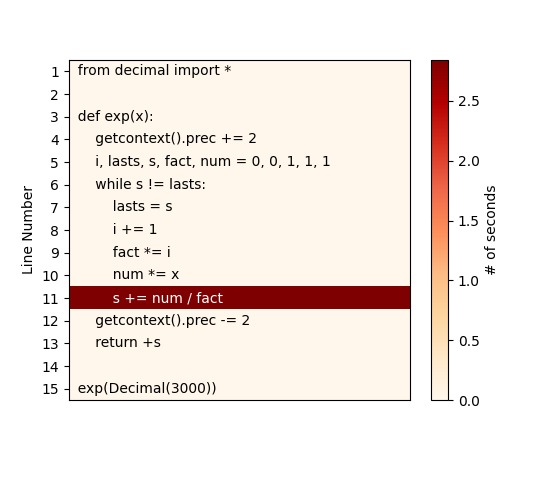 1 from decimal import *
2
3 def exp(x):
4 getcontext().prec += 2
5 i, lasts, s, fact, num = 0, 0, 1, 1, 1
6 while s != lasts:
7 lasts = s
8 i += 1
9 fact *= i
10 num *= x
11 s += num / fact
12 getcontext().prec -= 2
13 return +s
14
15 exp(Decimal(3000))
Line Number
2.5
2.0
1.5
1.0
0.5
0.0
# of seconds